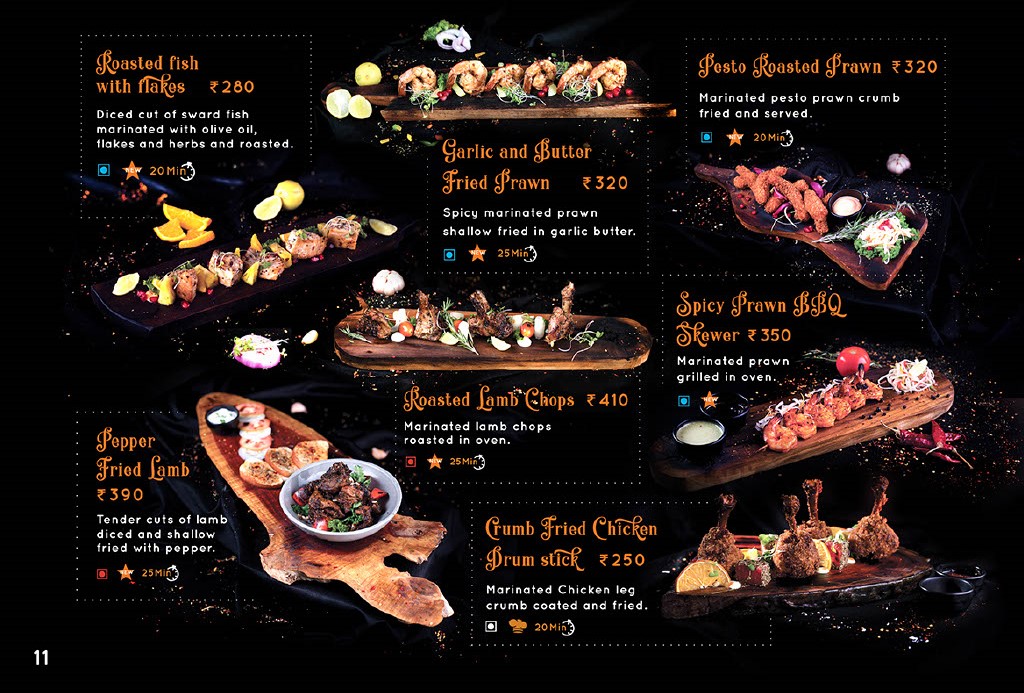 Roasted fish
with flakes ₹280
Diced cut of sward fish
marinated with olive oil,
flakes and herbs and roasted.
NEW 20Min
Garlic and Butter
Fried Prawn ₹320
Spicy marinated prawn
shallow fried in garlic butter.
NEW 25Min
Pesto Roasted Prawn ₹320
Marinated pesto prawn crumb
fried and served.
NEW 20Min
Spicy Prawn BBQ
Skewer ₹350
Marinated prawn
grilled in oven.
NEW
Roasted Lamb Chops ₹410
Marinated lamb chops
roasted in oven.
NEW 25Min
Pepper
Fried Lamb
₹390
Tender cuts of lamb
diced and shallow
fried with pepper.
NEW 25Min
Crumb Fried Chicken
Drum stick ₹250
Marinated Chicken leg
crumb coated and fried.
20Min
11